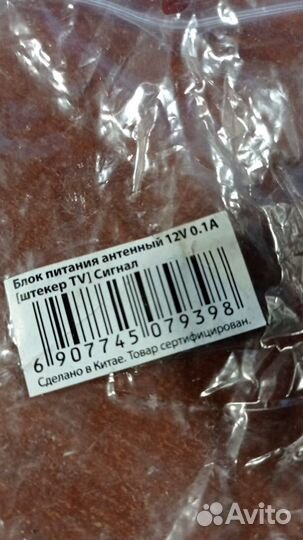 Блок питания антенный 12V 0.1A
[штекер TV] Сигнал
6 907745 079398
Сделано в Китае. Товар сертифицирован.
Avito